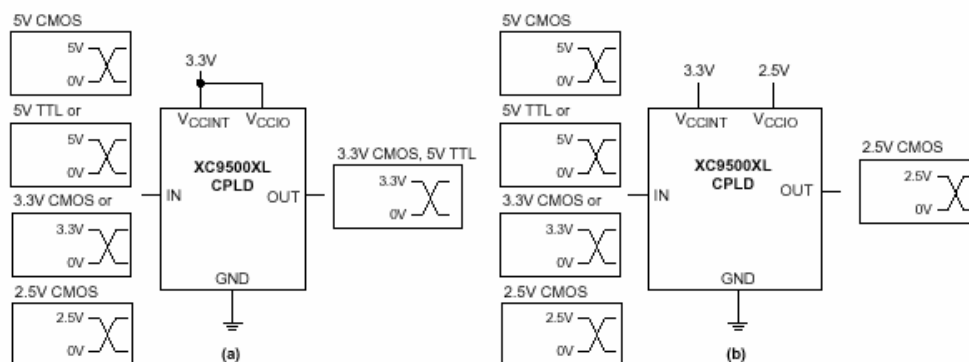 5V CMOS
5V
0V
5V TTL or
5V
0V
3.3V CMOS or
3.3V
0V
2.5V CMOS
2.5V
0V
3.3V
VCCINT VCCIO
XC9500XL
CPLD
IN
OUT
GND
(a)
3.3V CMOS, 5V TTL
3.3V
0V
5V CMOS
5V
0V
5V TTL or
5V
0V
3.3V CMOS or
3.3V
0V
2.5V CMOS
2.5V
0V
3.3V 2.5V
VCCINT VCCIO
XC9500XL
CPLD
IN
OUT
GND
(b)
2.5V CMOS
2.5V
0V